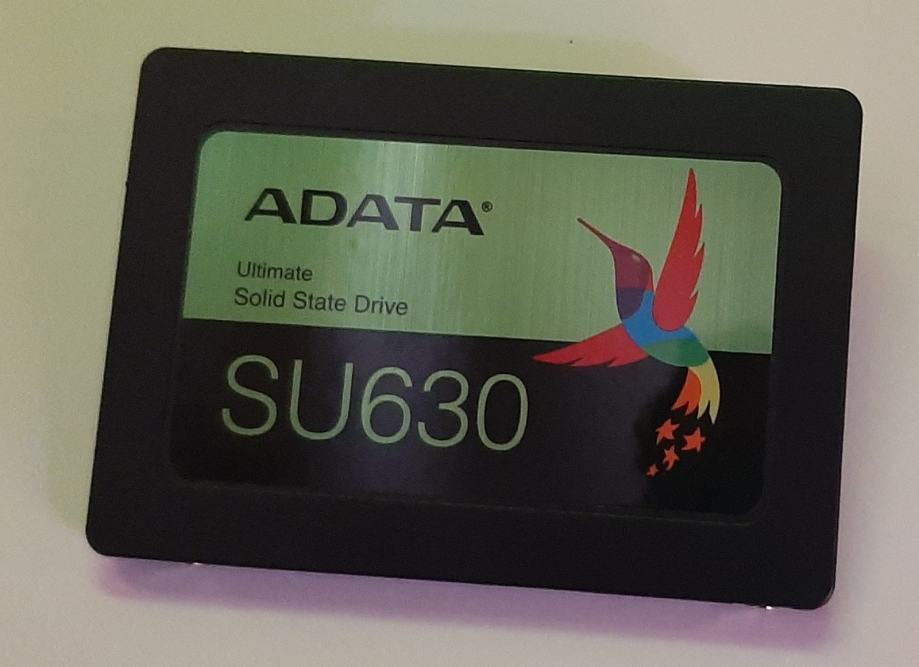 ADATA®
Ultimate
Solid State Drive
SU630